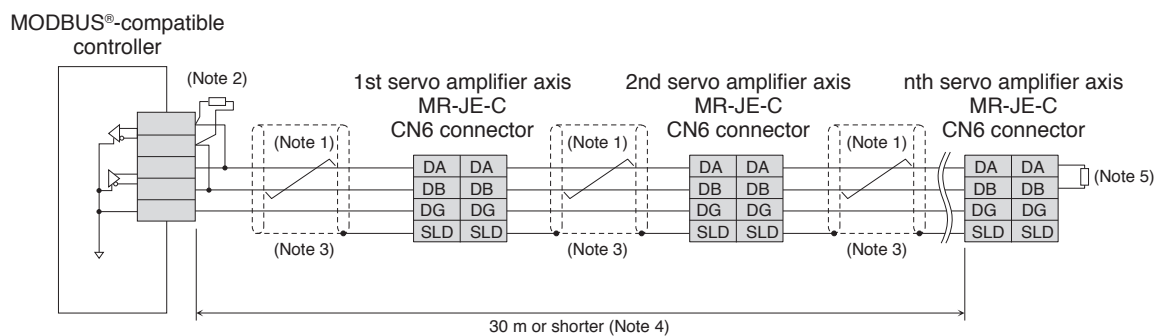 MODBUS®-compatible
controller
(Note 2)
1st servo amplifier axis
MR-JE-C
CN6 connector
2nd servo amplifier axis
MR-JE-C
CN6 connector
nth servo amplifier axis
MR-JE-C
CN6 connector
(Note 1)
(Note 1)
(Note 1)
DA DA
DB DB
DG DG
SLD SLD
DA DA
DB DB
DG DG
SLD SLD
DA DA
DB DB
DG DG
SLD SLD
(Note 5)
(Note 3)
(Note 3)
(Note 3)
30 m or shorter (Note 4)